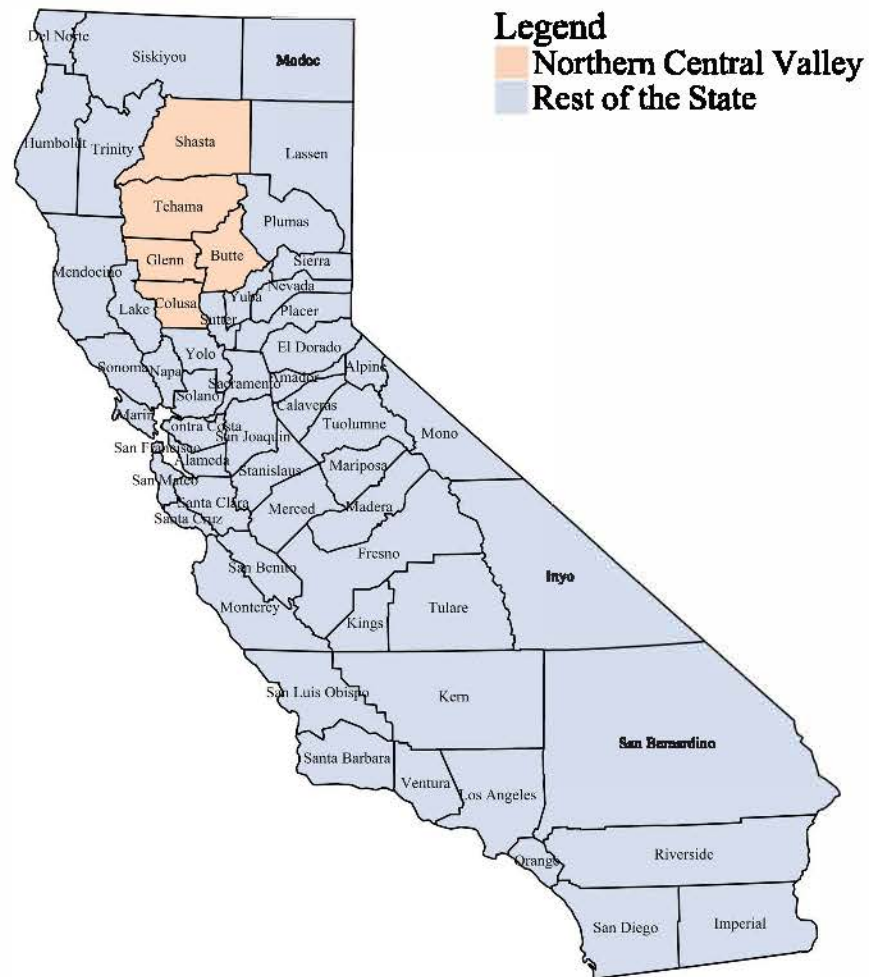 Legend
Northern Central Valley
Rest of the State
Del Norte
Siskiyou
Modoc
Humboldt
Trinity
Shasta
Lassen
Tehama
Plumas
Mendocino
Glenn
Butte
Sierra
Lake
Colusa
Sutter
Yuba
Nevada
Placer
Sonoma
Napa
Yolo
El Dorado
Solano
Sacramento
Amador
Alpine
Marin
Contra Costa
Calaveras
Tuolumne
Mono
San Francisco
San Joaquin
Alameda
San Mateo
Stanislaus
Mariposa
Santa Clara
Santa Cruz
Merced
Madera
San Benito
Fresno
Inyo
Monterey
Kings
Tulare
San Luis Obispo
Kern
San Bernardino
Santa Barbara
Ventura
Los Angeles
Orange
Riverside
San Diego
Imperial